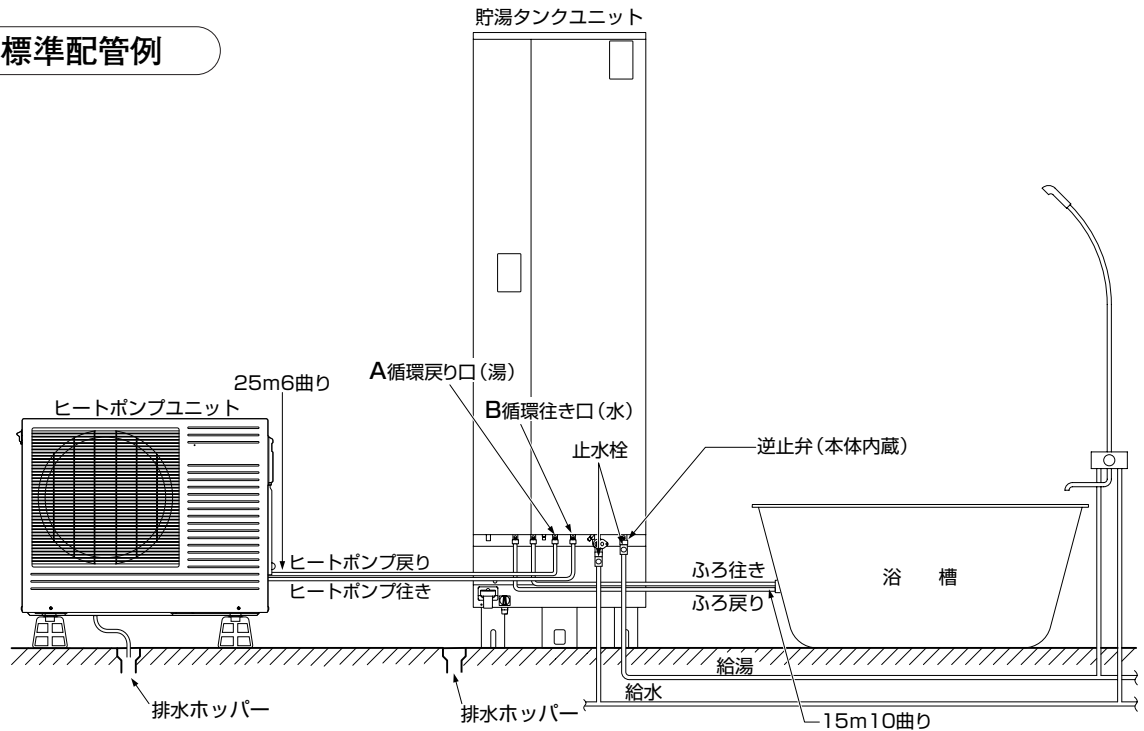 標準配管例
貯湯タンクユニット
25m6曲り
A循環戻り口（湯）
ヒートポンプユニット
B循環往き口（水）
止水栓
逆止弁（本体内蔵）
ヒートポンプ戻り
ヒートポンプ往き
ふろ往き
ふろ戻り
浴 槽
給湯
給水
排水ホッパー
排水ホッパー
15m10曲り